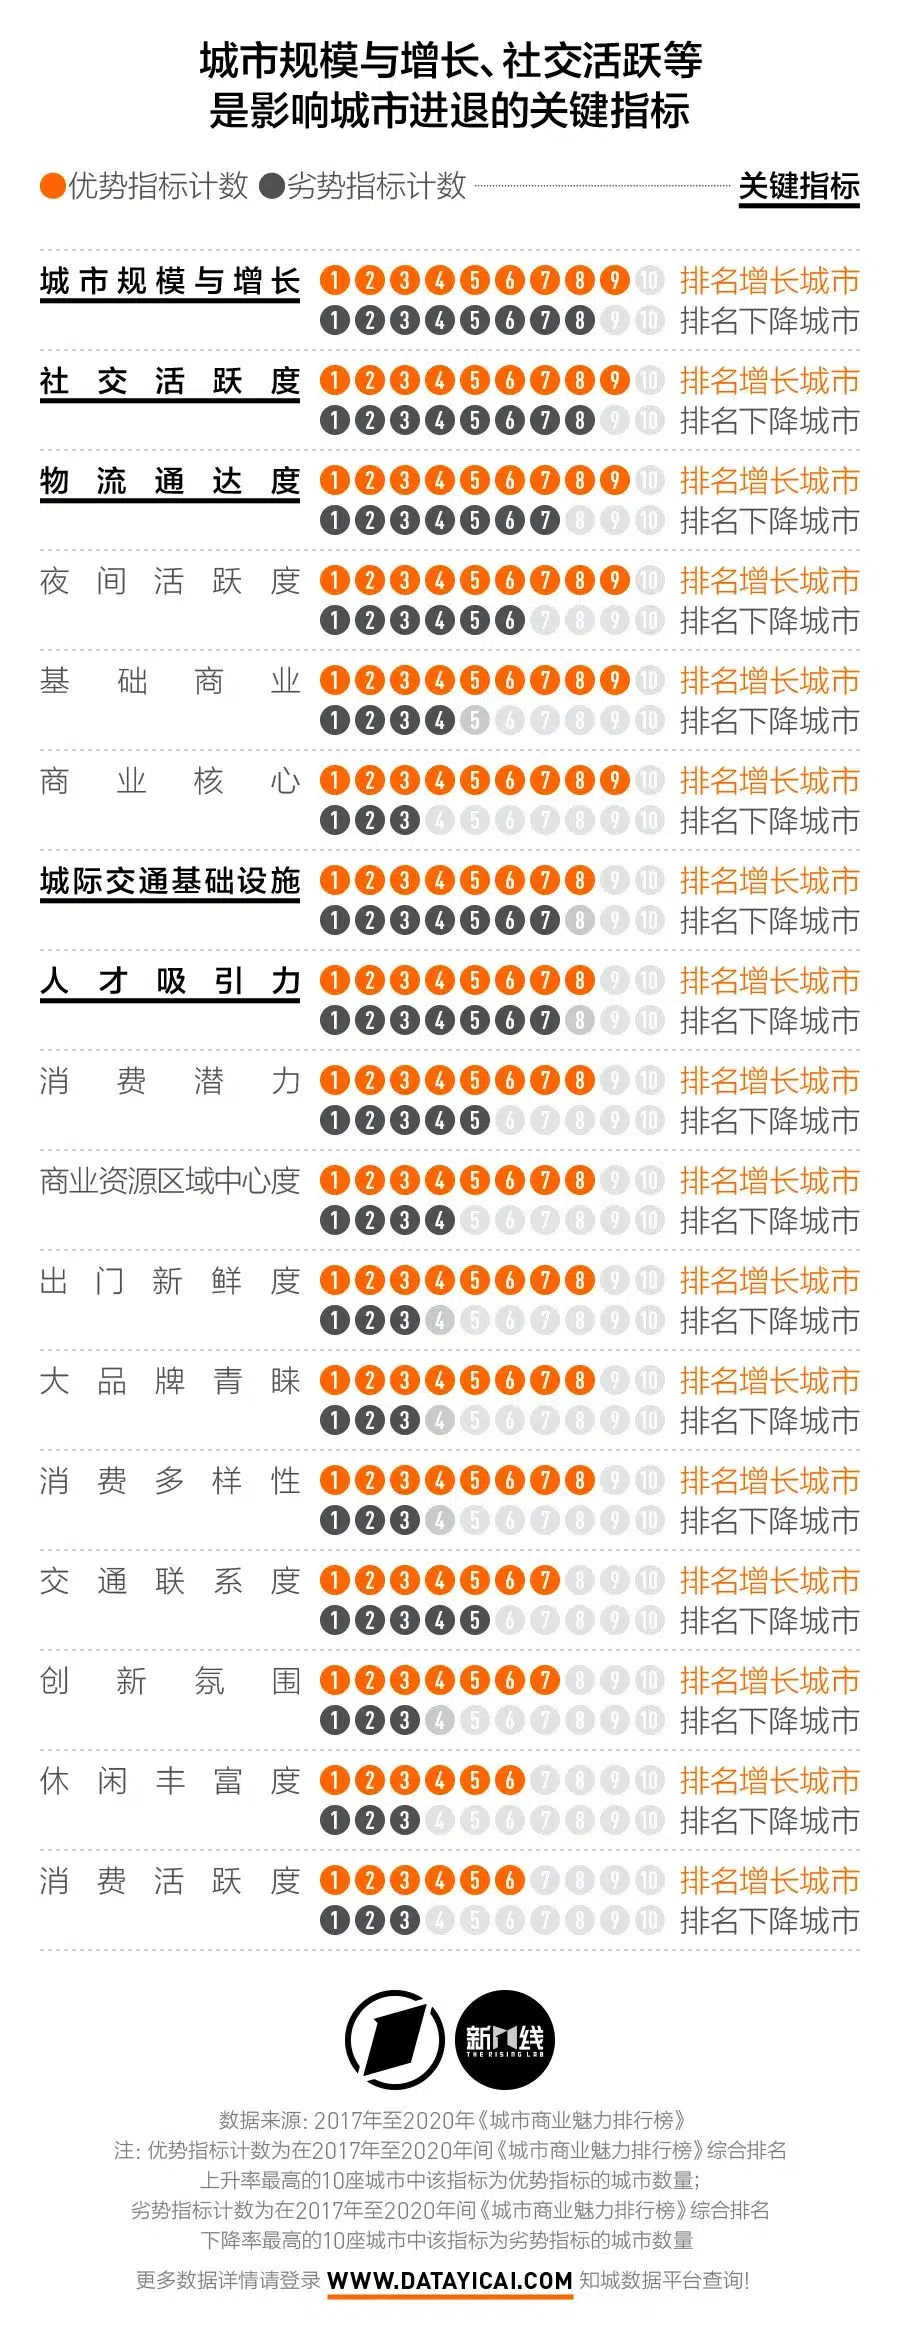 城市规模与增长、社交活跃等
是影响城市进退的关键指标
优势指标计数 劣势指标计数 关键指标
城市规模与增长 1 2 3 4 5 6 7 8 9 10 排名增长城市
1 2 3 4 5 6 7 8 9 10 排名下降城市
社交活跃度 1 2 3 4 5 6 7 8 9 10 排名增长城市
1 2 3 4 5 6 7 8 9 10 排名下降城市
物流通达度 1 2 3 4 5 6 7 8 9 10 排名增长城市
1 2 3 4 5 6 7 8 9 10 排名下降城市
夜间活跃度 1 2 3 4 5 6 7 8 9 10 排名增长城市
1 2 3 4 5 6 7 8 9 10 排名下降城市
基础商业 1 2 3 4 5 6 7 8 9 10 排名增长城市
1 2 3 4 5 6 7 8 9 10 排名下降城市
商业核心 1 2 3 4 5 6 7 8 9 10 排名增长城市
1 2 3 4 5 6 7 8 9 10 排名下降城市
城际交通基础设施 1 2 3 4 5 6 7 8 9 10 排名增长城市
1 2 3 4 5 6 7 8 9 10 排名下降城市
人才吸引力 1 2 3 4 5 6 7 8 9 10 排名增长城市
1 2 3 4 5 6 7 8 9 10 排名下降城市
消费潜力 1 2 3 4 5 6 7 8 9 10 排名增长城市
1 2 3 4 5 6 7 8 9 10 排名下降城市
商业资源区域中心度 1 2 3 4 5 6 7 8 9 10 排名增长城市
1 2 3 4 5 6 7 8 9 10 排名下降城市
出门新鲜度 1 2 3 4 5 6 7 8 9 10 排名增长城市
1 2 3 4 5 6 7 8 9 10 排名下降城市
大品牌青睐 1 2 3 4 5 6 7 8 9 10 排名增长城市
1 2 3 4 5 6 7 8 9 10 排名下降城市
消费多样性 1 2 3 4 5 6 7 8 9 10 排名增长城市
1 2 3 4 5 6 7 8 9 10 排名下降城市
交通联系度 1 2 3 4 5 6 7 8 9 10 排名增长城市
1 2 3 4 5 6 7 8 9 10 排名下降城市
创新氛围 1 2 3 4 5 6 7 8 9 10 排名增长城市
1 2 3 4 5 6 7 8 9 10 排名下降城市
休闲丰富度 1 2 3 4 5 6 7 8 9 10 排名增长城市
1 2 3 4 5 6 7 8 9 10 排名下降城市
消费活跃度 1 2 3 4 5 6 7 8 9 10 排名增长城市
1 2 3 4 5 6 7 8 9 10 排名下降城市
新一线
THE RISING LAB
数据来源：2017年至2020年《城市商业魅力排行榜》
注：优势指标计数为在2017年至2020年间《城市商业魅力排行榜》综合排名
上升率最高的10座城市中该指标为优势指标的城市数量；
劣势指标计数为在2017年至2020年间《城市商业魅力排行榜》综合排名
下降率最高的10座城市中该指标为劣势指标的城市数量
更多数据详情请登录 WWW.DATAYICAI.COM 知城数据平台查询！